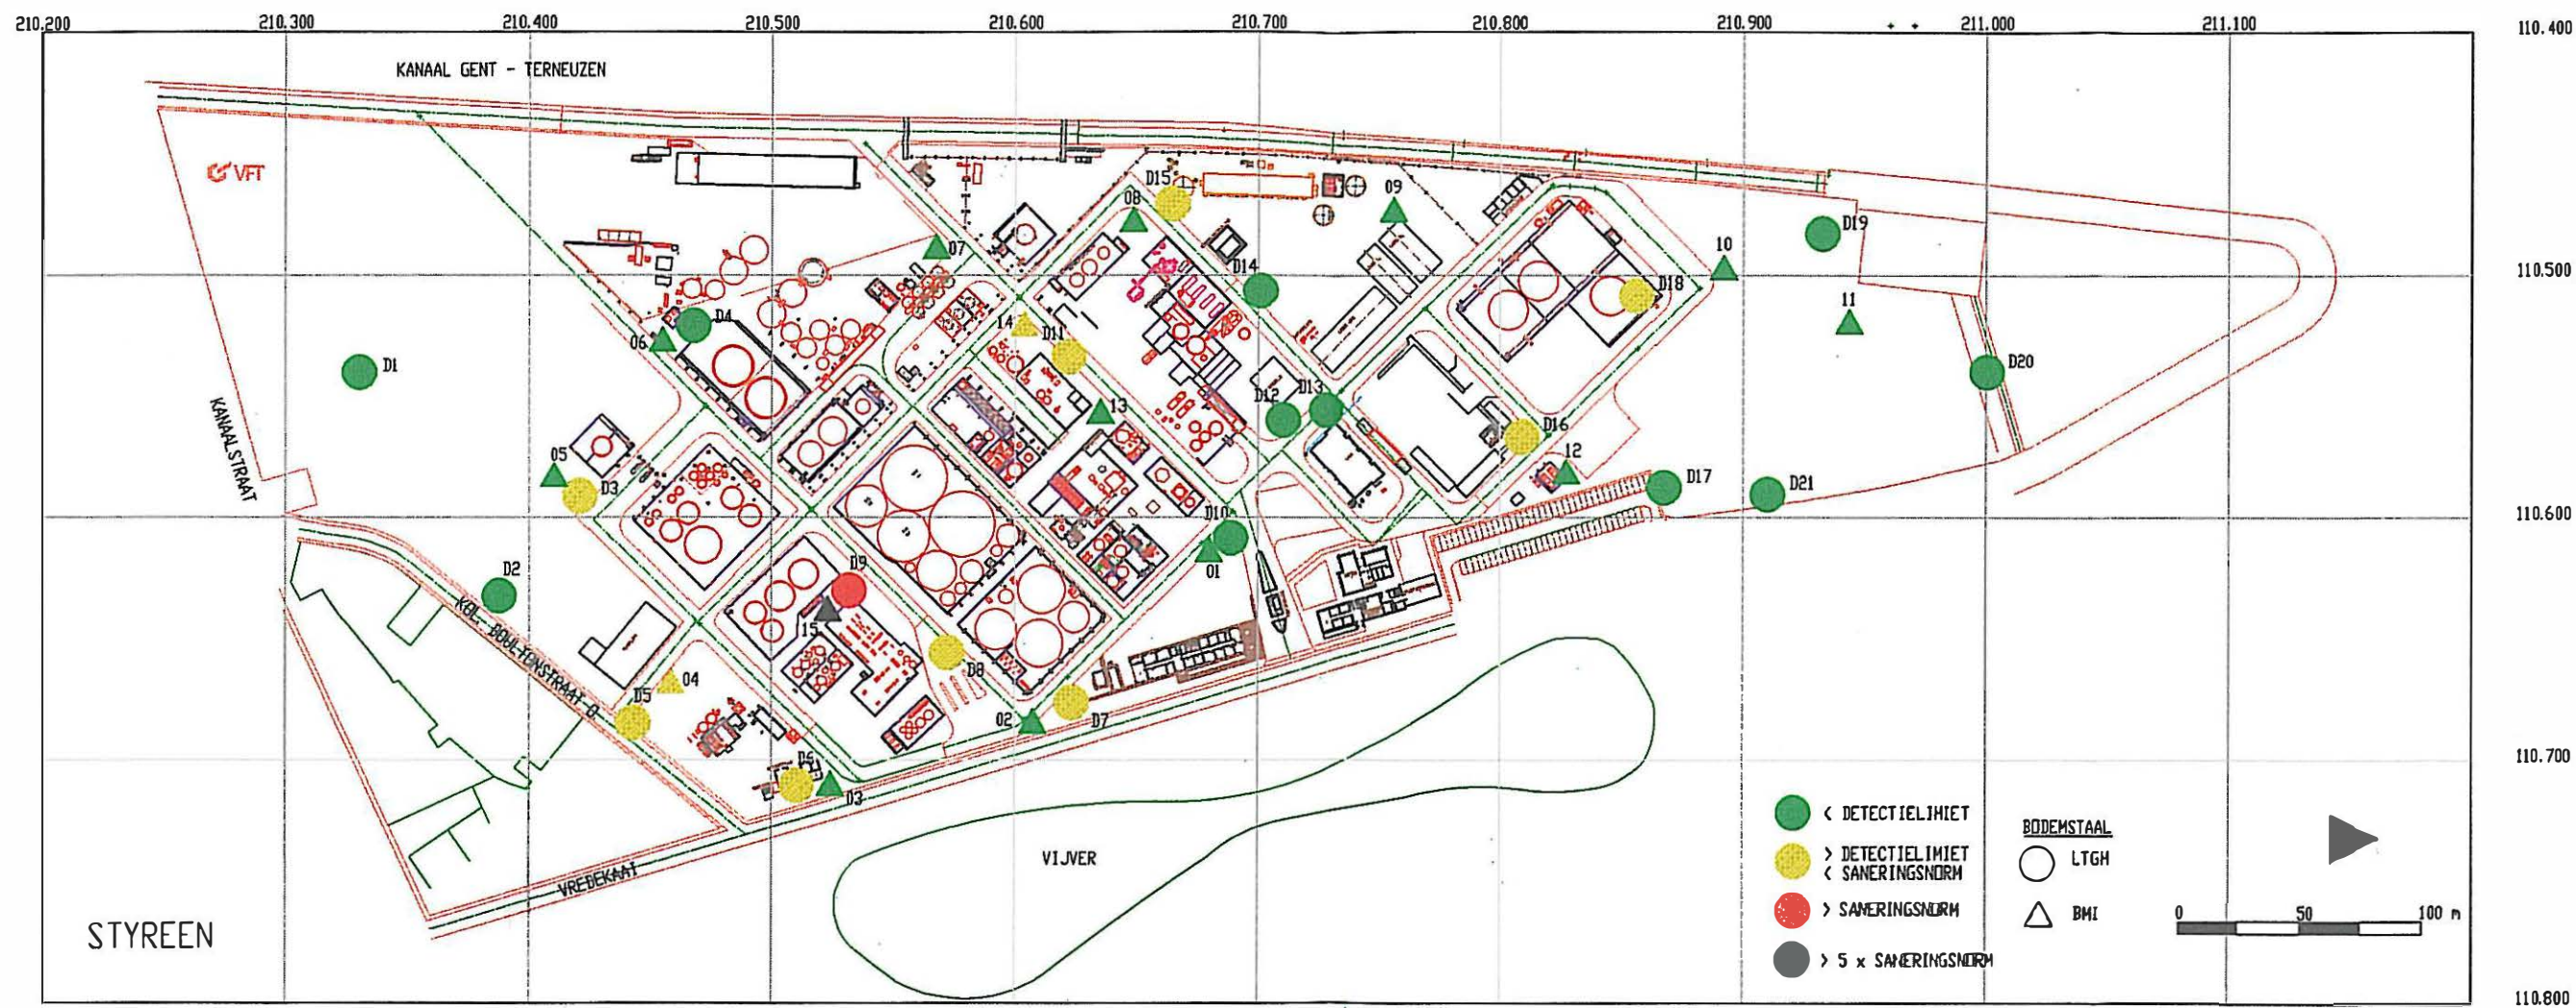 210.200 210.300 210.400 210.500 210.600 210.700 210.800 210.900 211.000 211.100 110.400
KANAAL GENT - TERNEUZEN
VFT
D15
09
08
D19
07
10
D14
D18
11
D4
14
D11
06
D1
D20
D13
D12
13
KANAALSTRAAT
D16
05
12
D3
D17
D21
110.500
110.600
D10
01
D2
D9
15
KOL. BOULTONSTRAAT O.
D8
04
D5
02
D7
110.700
D6
03
VREDEKAAI
VIJVER
STYREEN
< DETECTIELIMIET
> DETECTIELIMIET
< SANERINGSNORM
> SANERINGSNORM
> 5 x SANERINGSNORM
BODEMSTAAL
LTGH
BMI
0 50 100 m
110.800